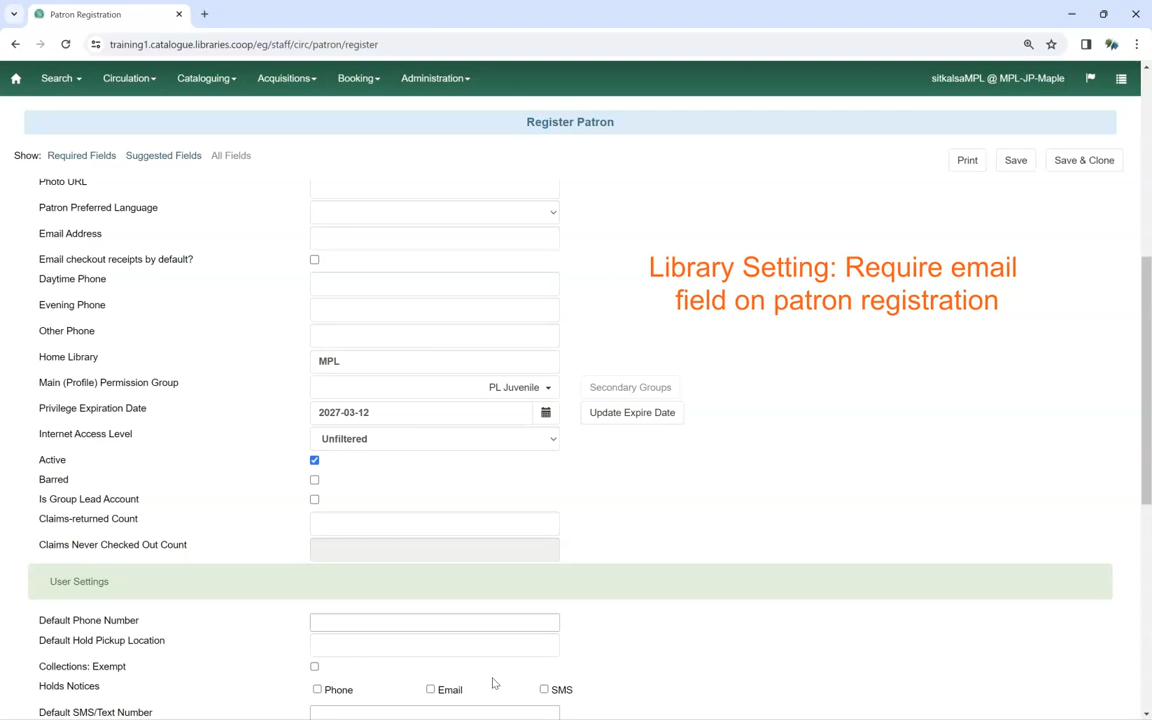 Patron Registration
training1.catalogue.libraries.coop/eg/staff/circ/patron/register
Search Circulation Cataloguing Acquisitions Booking Administration sitkalsaMPL @ MPL-JP-Maple
Register Patron
Show: Required Fields Suggested Fields All Fields Print Save Save & Clone
Photo URL
Patron Preferred Language
Email Address
Email checkout receipts by default?
Library Setting: Require email
field on patron registration
Daytime Phone
Evening Phone
Other Phone
Home Library MPL
Main (Profile) Permission Group PL Juvenile Secondary Groups
Privilege Expiration Date 2027-03-12 Update Expire Date
Internet Access Level Unfiltered
Active
Barred
Is Group Lead Account
Claims-returned Count
Claims Never Checked Out Count
User Settings
Default Phone Number
Default Hold Pickup Location
Collections: Exempt
Holds Notices Phone Email SMS
Default SMS/Text Number